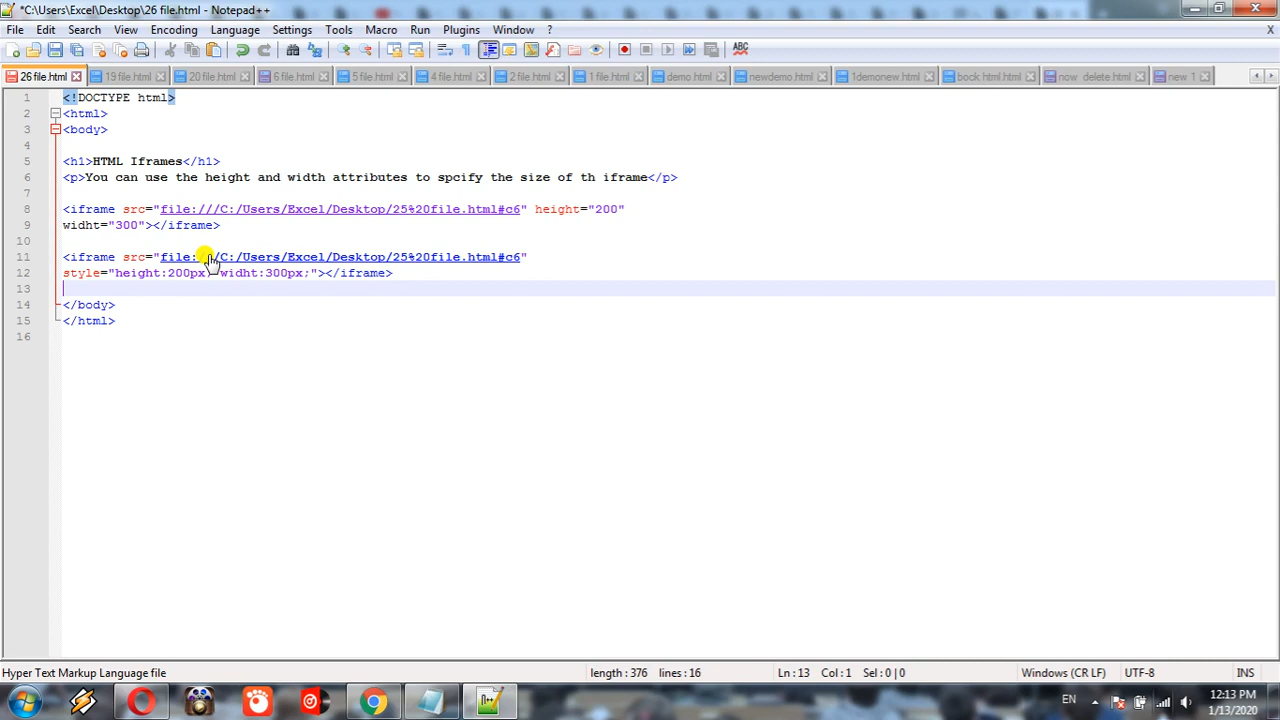 *C:\Users\Excel\Desktop\26 file.html - Notepad++
File Edit Search View Encoding Language Settings Tools Macro Run Plugins Window ? X
26 file.html 19 file.html 20 file.html 6 file.html 5 file.html 4 file.html 2 file.html 1 file.html demo.html newdemo.html 1demonew.html bock html.html now delete.html new 1
1 <!DOCTYPE html>
2 <html>
3 <body>
4
5 <h1>HTML Iframes</h1>
6 <p>You can use the height and width attributes to spcify the size of th iframe</p>
7
8 <iframe src="file:///C:/Users/Excel/Desktop/25%20file.html#c6" height="200"
9 widht="300"></iframe>
10
11 <iframe src="file: /C:/Users/Excel/Desktop/25%20file.html#c6"
12 style="height:200px widht:300px;"></iframe>
13
14 </body>
15 </html>
16
Hyper Text Markup Language file length : 376 lines : 16 Ln : 13 Col : 1 Sel : 0 | 0 Windows (CR LF) UTF-8 INS
EN 12:13 PM
1/13/2020